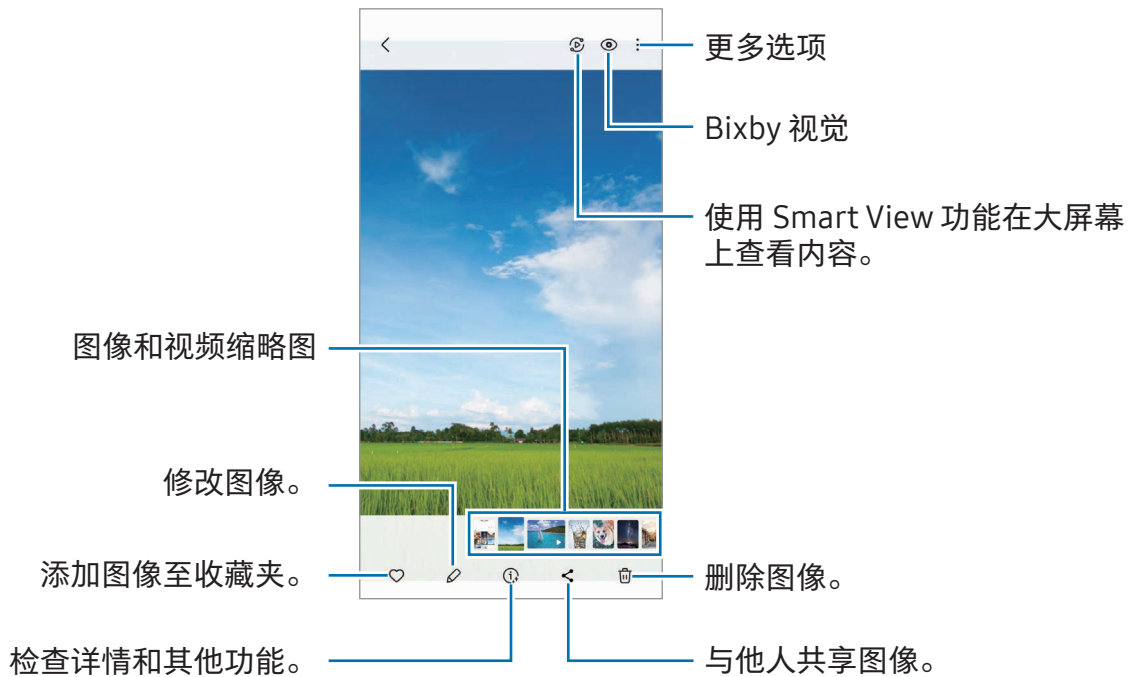 更多选项
Bixby 视觉
使用 Smart View 功能在大屏幕
上查看内容。
图像和视频缩略图
修改图像。
添加图像至收藏夹。
删除图像。
检查详情和其他功能。
与他人共享图像。